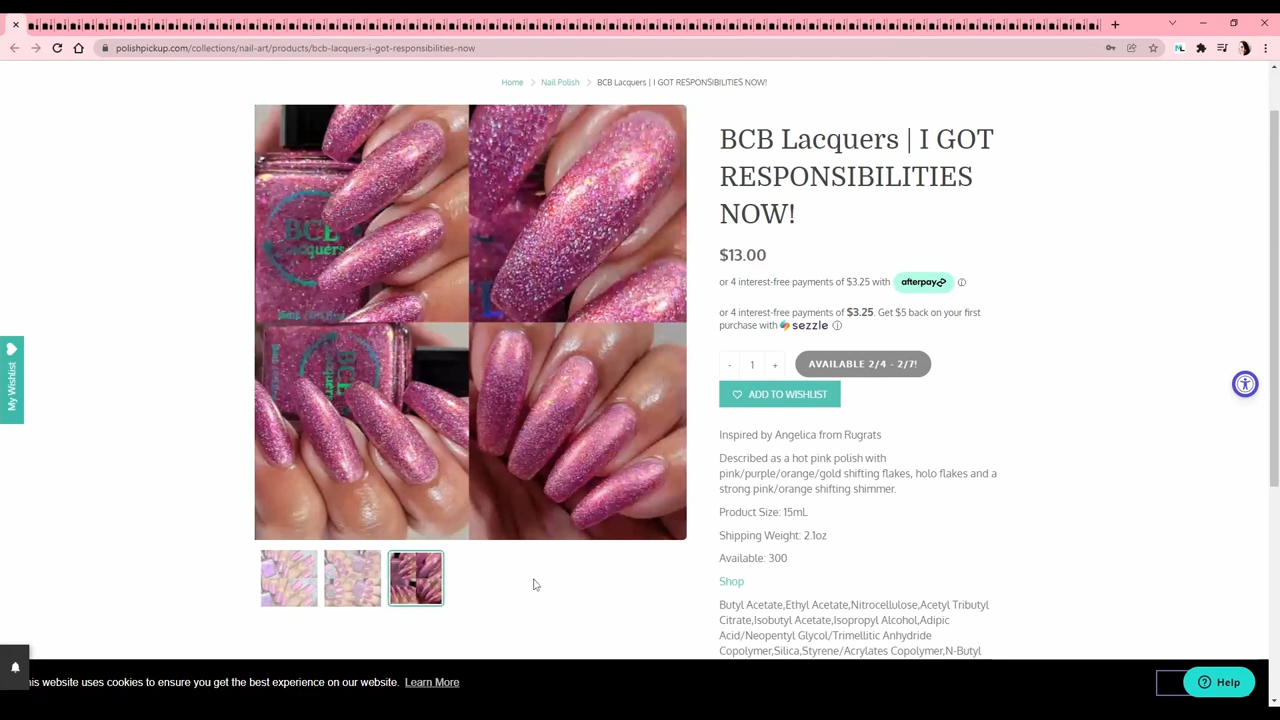 polishpickup.com/collections/nail-art/products/bcb-lacquers-i-got-responsibilities-now
Home > Nail Polish > BCB Lacquers | I GOT RESPONSIBILITIES NOW!
BCB
Lacquers
BCB Lacquers | I GOT
RESPONSIBILITIES
NOW!
$13.00
or 4 interest-free payments of $3.25 with afterpay
or 4 interest-free payments of $3.25. Get $5 back on your first
purchase with sezzle
- 1 + AVAILABLE 2/4 - 2/7!
ADD TO WISHLIST
My Wishlist
Inspired by Angelica from Rugrats
Described as a hot pink polish with
pink/purple/orange/gold shifting flakes, holo flakes and a
strong pink/orange shifting shimmer.
Product Size: 15mL
Shipping Weight: 2.1oz
Available: 300
Shop
Butyl Acetate,Ethyl Acetate,Nitrocellulose,Acetyl Tributyl
Citrate,Isobutyl Acetate,Isopropyl Alcohol,Adipic
Acid/Neopentyl Glycol/Trimellitic Anhydride
Copolymer,Silica,Styrene/Acrylates Copolymer,N-Butyl
his website uses cookies to ensure you get the best experience on our website. Learn More
Help